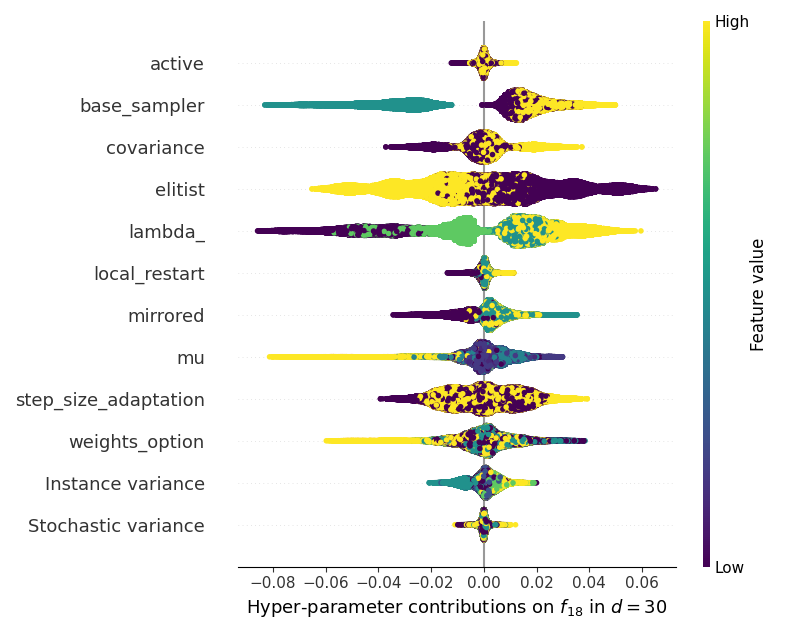 High
active
base_sampler
covariance
elitist
lambda_
local_restart
mirrored
mu
step_size_adaptation
weights_option
Instance variance
Stochastic variance
Feature value
Low
−0.08 −0.06 −0.04 −0.02 0.00 0.02 0.04 0.06
Hyper-parameter contributions on f₁₈ in d = 30